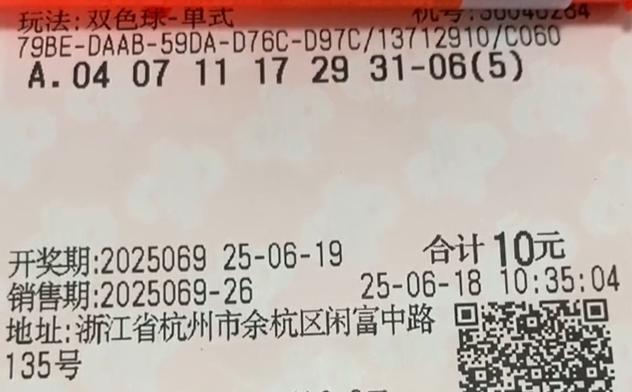 玩法:双色球-单式
机号:36046284
79BE-DAAB-59DA-D76C-D97C/13712910/C060
A.04 07 11 17 29 31-06(5)
开奖期:2025069 25-06-19 合计10元
销售期:2025069-26 25-06-18 10:35:04
地址:浙江省杭州市余杭区闲富中路
135号